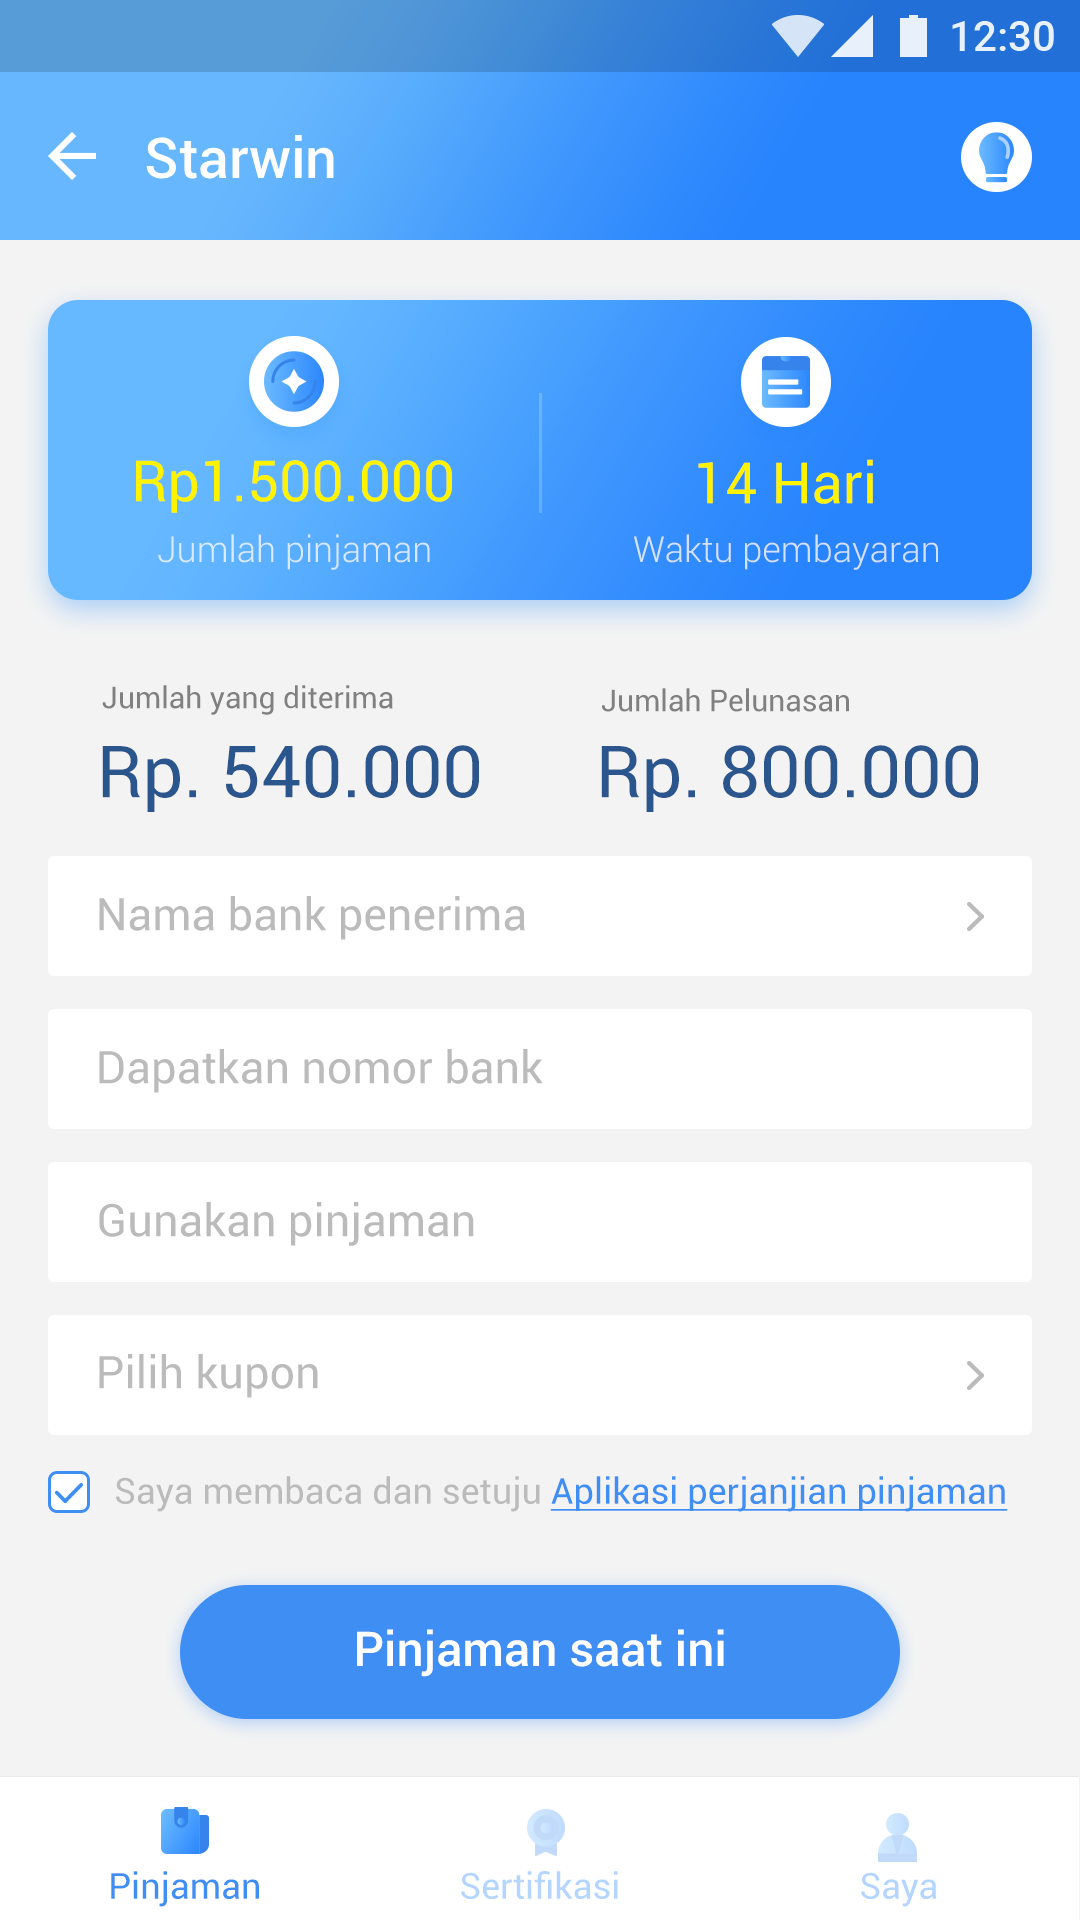 12:30
Starwin
Rp1.500.000
14 Hari
Jumlah pinjaman
Waktu pembayaran
Jumlah yang diterima
Jumlah Pelunasan
Rp. 540.000
Rp. 800.000
Nama bank penerima
Dapatkan nomor bank
Gunakan pinjaman
Pilih kupon
Saya membaca dan setuju Aplikasi perjanjian pinjaman
Pinjaman saat ini
Pinjaman
Sertifikasi
Saya